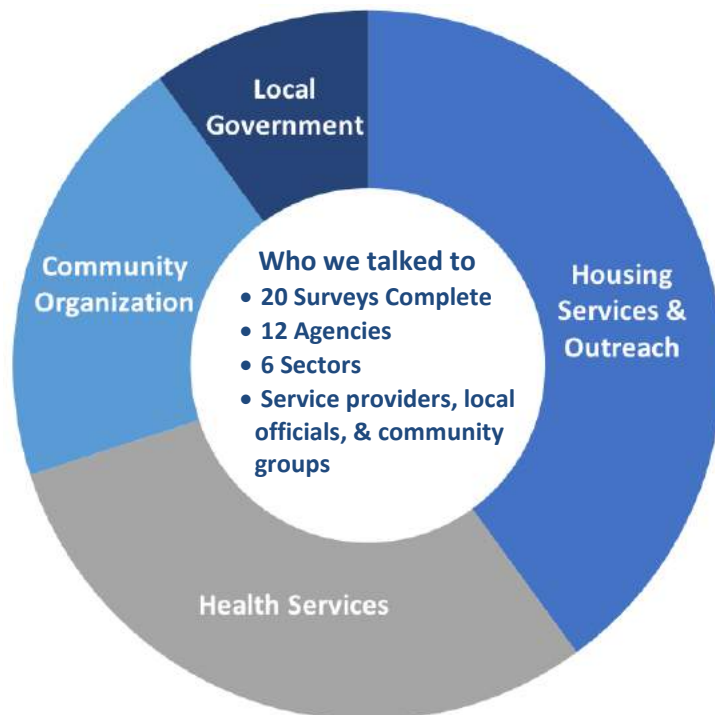 Local
Government
Community
Organization
Housing
Services &
Outreach
Health Services
Who we talked to
• 20 Surveys Complete
• 12 Agencies
• 6 Sectors
• Service providers, local
officials, & community
groups